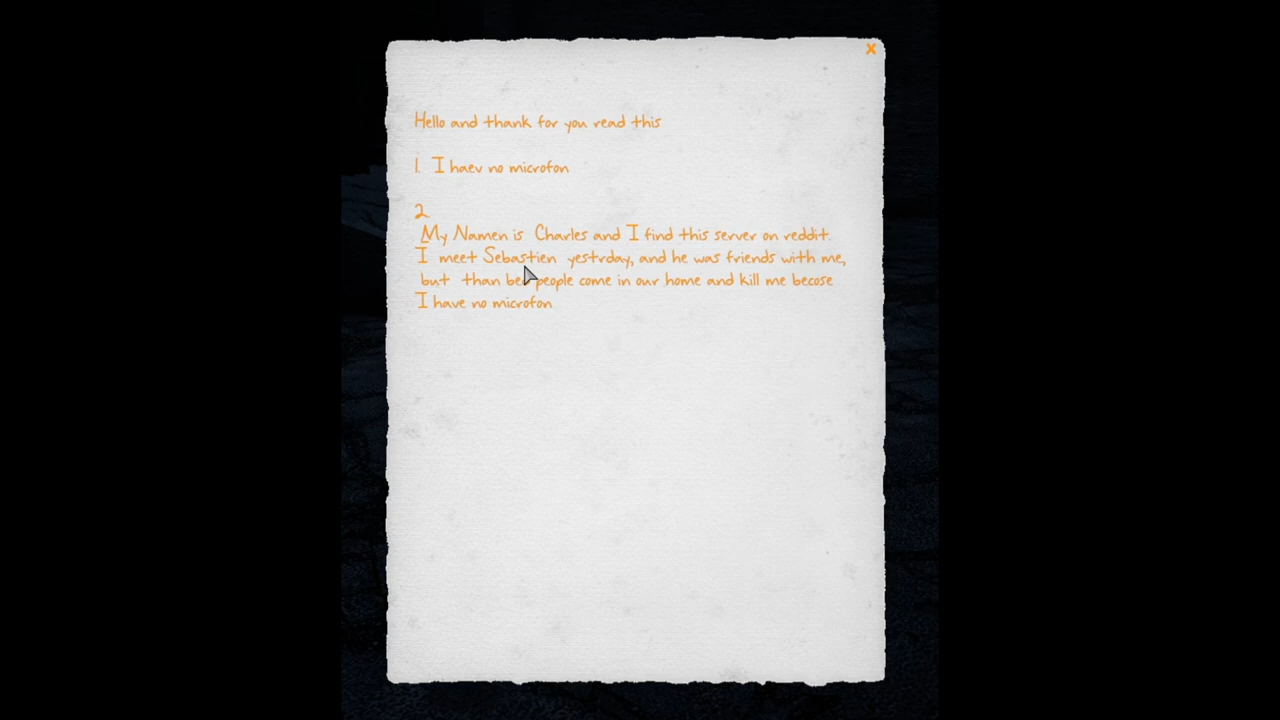 x
Hello and thank for you read this
1. I haev no microfon
2
My Namen is Charles and I find this server on reddit.
I meet Sebastien yestrday, and he was friends with me,
but than people come in our home and kill me becose
I have no microfon